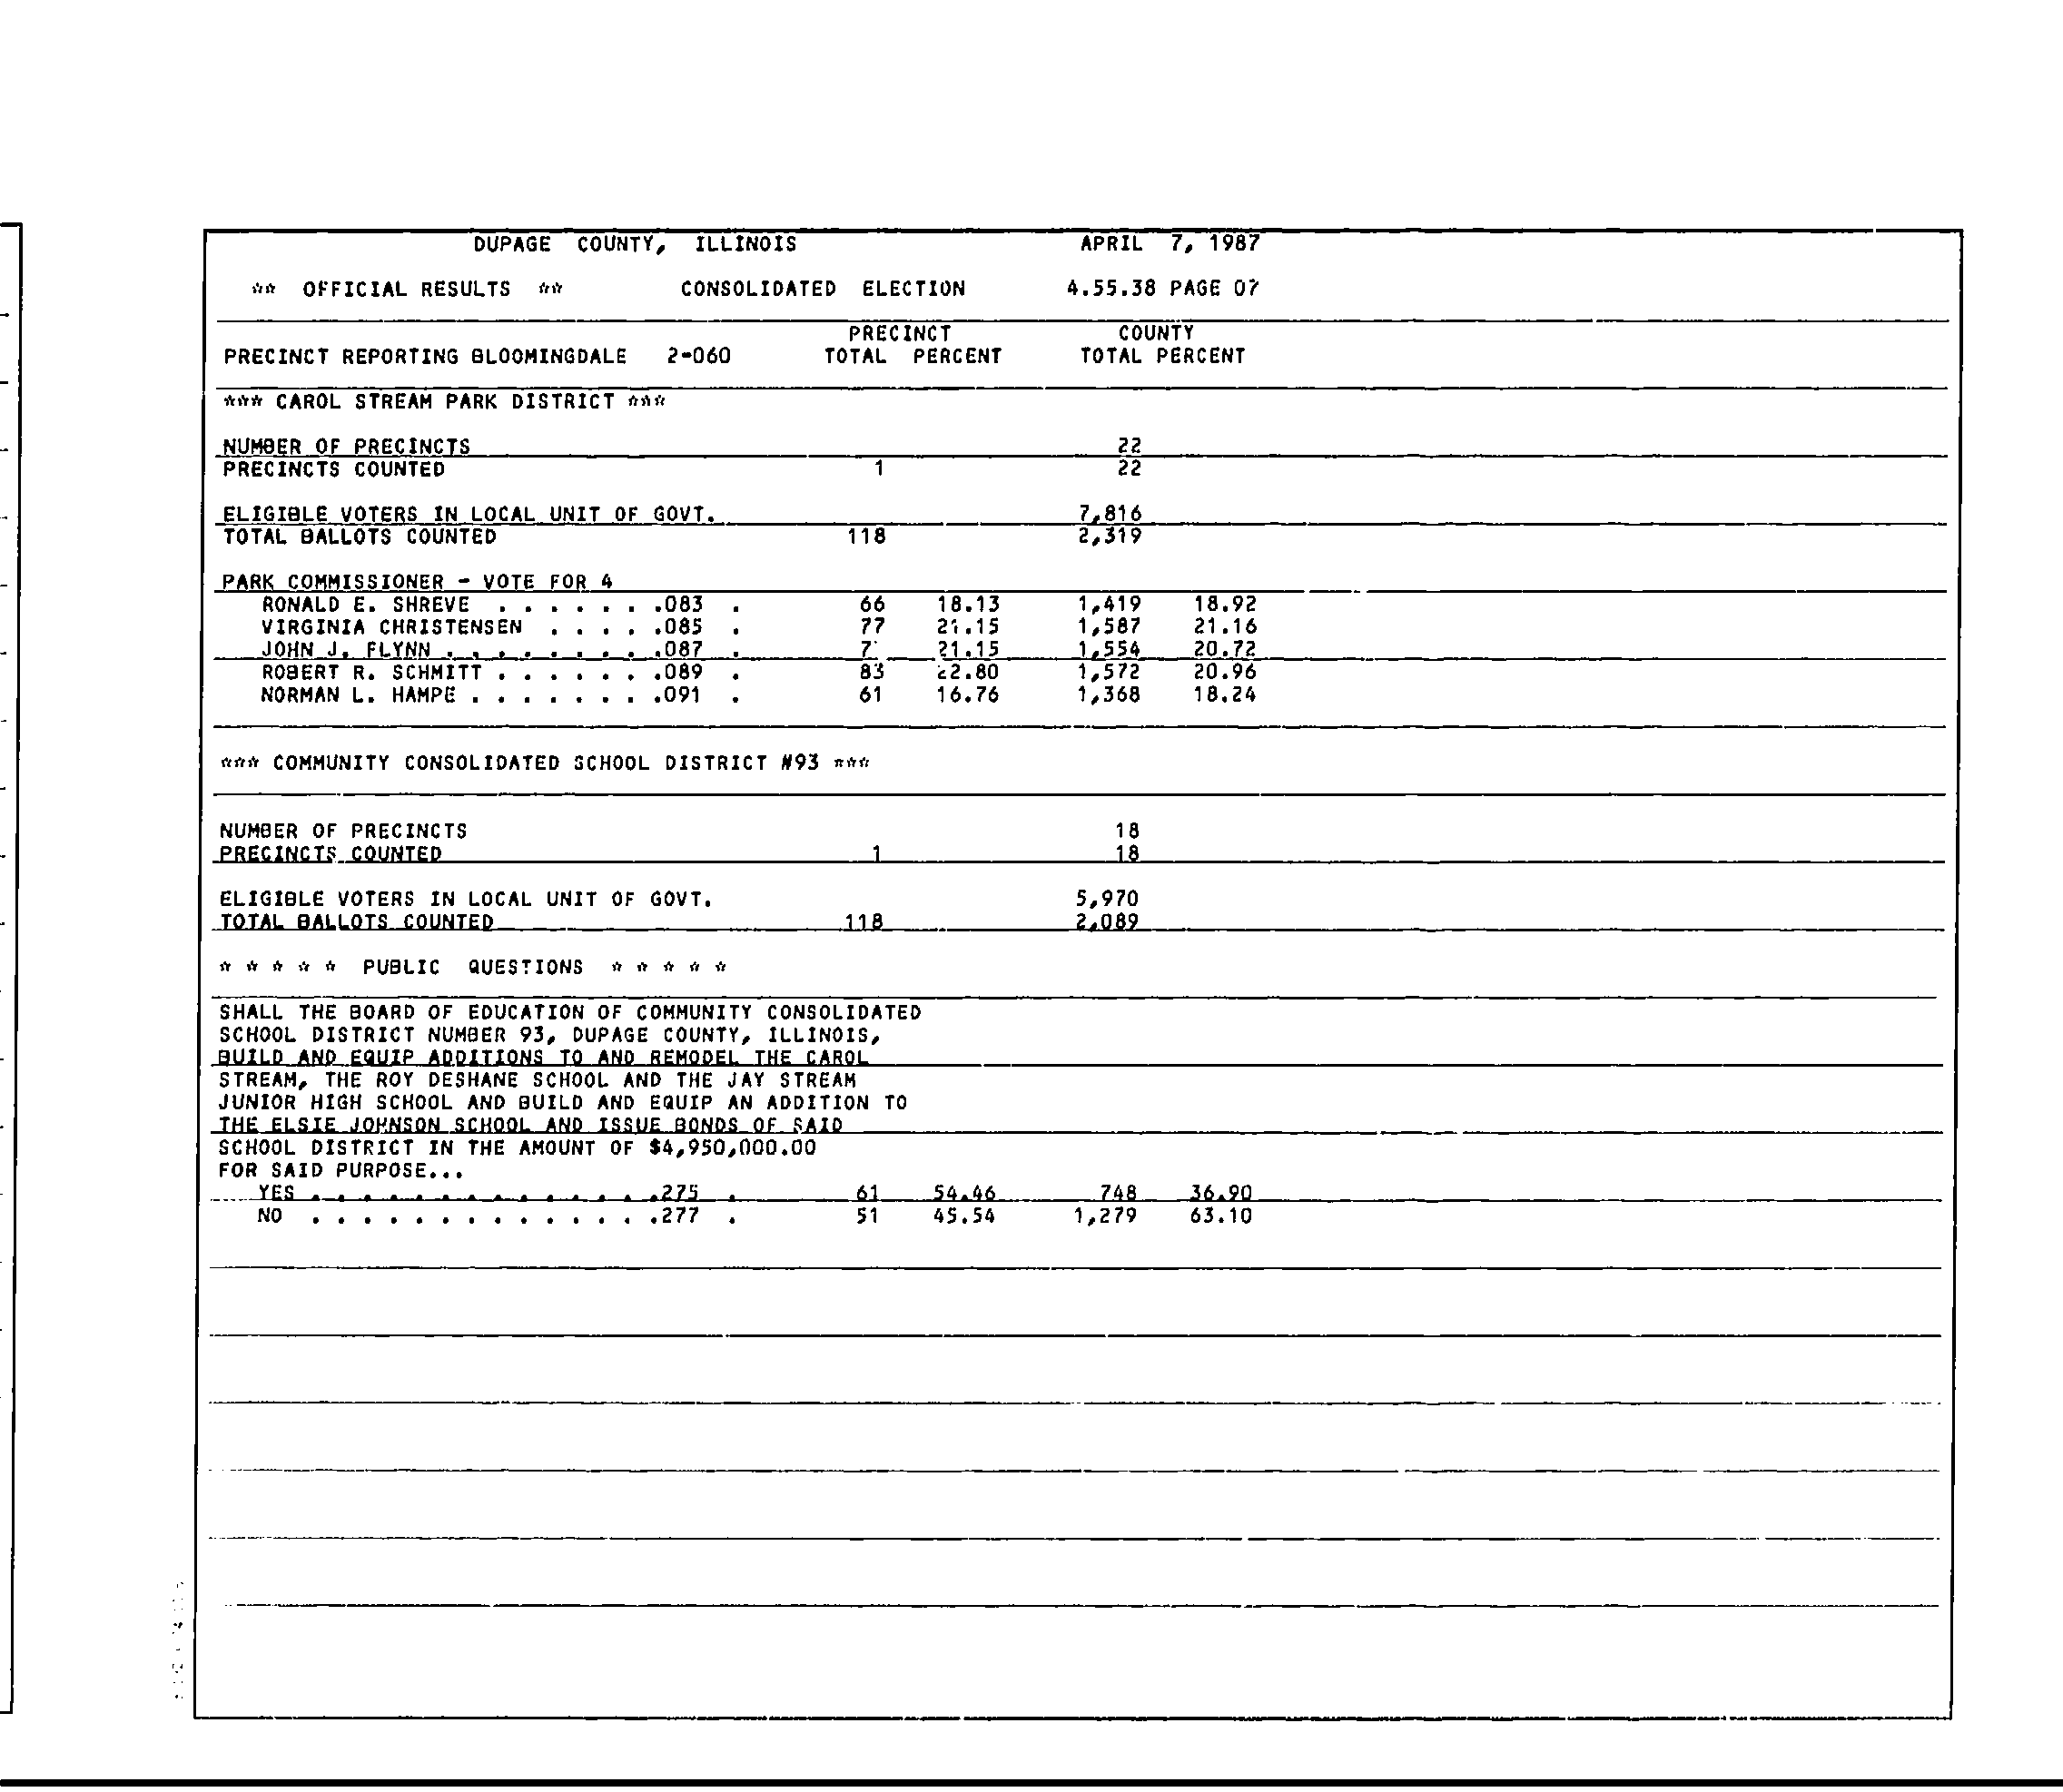 DUPAGE COUNTY, ILLINOIS APRIL 7, 1987
** OFFICIAL RESULTS ** CONSOLIDATED ELECTION 4.55.38 PAGE 07
PRECINCT COUNTY
PRECINCT REPORTING BLOOMINGDALE 2-060 TOTAL PERCENT TOTAL PERCENT
*** CAROL STREAM PARK DISTRICT ***
NUMBER OF PRECINCTS 22
PRECINCTS COUNTED 1 22
ELIGIBLE VOTERS IN LOCAL UNIT OF GOVT. 7,816
TOTAL BALLOTS COUNTED 118 2,319
PARK COMMISSIONER - VOTE FOR 4
RONALD E. SHREVE . . . . . . .083 . 66 18.13 1,419 18.92
VIRGINIA CHRISTENSEN . . . . .085 . 77 21.15 1,587 21.16
JOHN J. FLYNN . . . . . . . . .087 . 21.15 1,554 20.72
ROBERT R. SCHMITT . . . . . . .089 . 83 22.80 1,572 20.96
NORMAN L. HAMPE . . . . . . . .091 . 61 16.76 1,368 18.24
*** COMMUNITY CONSOLIDATED SCHOOL DISTRICT #93 ***
NUMBER OF PRECINCTS 18
PRECINCTS COUNTED 1 18
ELIGIBLE VOTERS IN LOCAL UNIT OF GOVT. 5,970
TOTAL BALLOTS COUNTED 118 2,089
* * * * * PUBLIC QUESTIONS * * * * *
SHALL THE BOARD OF EDUCATION OF COMMUNITY CONSOLIDATED
SCHOOL DISTRICT NUMBER 93, DUPAGE COUNTY, ILLINOIS,
BUILD AND EQUIP ADDITIONS TO AND REMODEL THE CAROL
STREAM, THE ROY DESHANE SCHOOL AND THE JAY STREAM
JUNIOR HIGH SCHOOL AND BUILD AND EQUIP AN ADDITION TO
THE ELSIE JOHNSON SCHOOL AND ISSUE BONDS OF SAID
SCHOOL DISTRICT IN THE AMOUNT OF $4,950,000.00
FOR SAID PURPOSE...
YES . . . . . . . . . . . . . .275 . 61 54.46 748 36.90
NO . . . . . . . . . . . . . .277 . 51 45.54 1,279 63.10